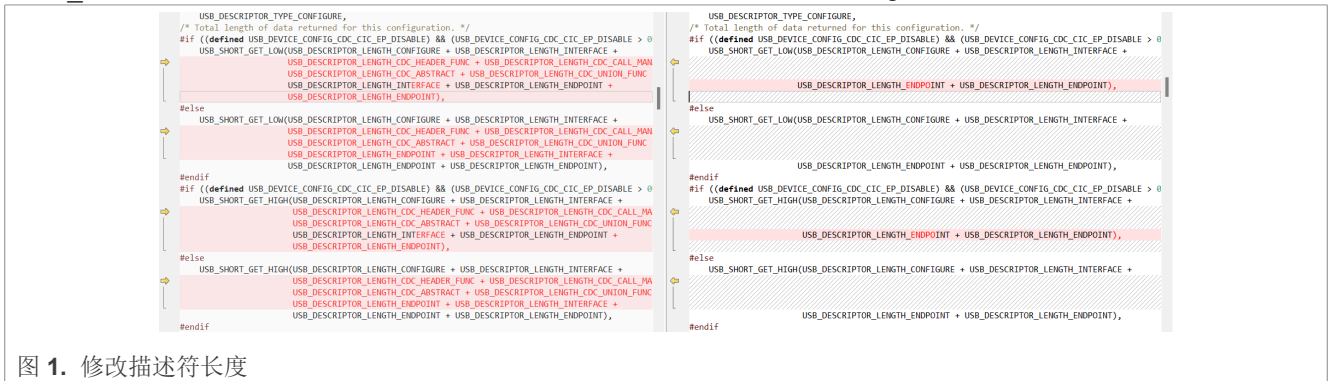 USB_DESCRIPTOR_TYPE_CONFIGURE,
/* Total length of data returned for this configuration. */
#if ((defined USB_DEVICE_CONFIG_CDC_CIC_EP_DISABLE) && (USB_DEVICE_CONFIG_CDC_CIC_EP_DISABLE > 0
USB_SHORT_GET_LOW(USB_DESCRIPTOR_LENGTH_CONFIGURE + USB_DESCRIPTOR_LENGTH_INTERFACE +
USB_DESCRIPTOR_LENGTH_CDC_HEADER_FUNC + USB_DESCRIPTOR_LENGTH_CDC_CALL_MAN
USB_DESCRIPTOR_LENGTH_CDC_ABSTRACT + USB_DESCRIPTOR_LENGTH_CDC_UNION_FUNC
USB_DESCRIPTOR_LENGTH_INTERFACE + USB_DESCRIPTOR_LENGTH_ENDPOINT +
USB_DESCRIPTOR_LENGTH_ENDPOINT),
#else
USB_SHORT_GET_LOW(USB_DESCRIPTOR_LENGTH_CONFIGURE + USB_DESCRIPTOR_LENGTH_INTERFACE +
USB_DESCRIPTOR_LENGTH_CDC_HEADER_FUNC + USB_DESCRIPTOR_LENGTH_CDC_CALL_MAN
USB_DESCRIPTOR_LENGTH_CDC_ABSTRACT + USB_DESCRIPTOR_LENGTH_CDC_UNION_FUNC
USB_DESCRIPTOR_LENGTH_ENDPOINT + USB_DESCRIPTOR_LENGTH_INTERFACE +
USB_DESCRIPTOR_LENGTH_ENDPOINT + USB_DESCRIPTOR_LENGTH_ENDPOINT),
#endif
#if ((defined USB_DEVICE_CONFIG_CDC_CIC_EP_DISABLE) && (USB_DEVICE_CONFIG_CDC_CIC_EP_DISABLE > 0
USB_SHORT_GET_HIGH(USB_DESCRIPTOR_LENGTH_CONFIGURE + USB_DESCRIPTOR_LENGTH_INTERFACE +
USB_DESCRIPTOR_LENGTH_CDC_HEADER_FUNC + USB_DESCRIPTOR_LENGTH_CDC_CALL_MA
USB_DESCRIPTOR_LENGTH_CDC_ABSTRACT + USB_DESCRIPTOR_LENGTH_CDC_UNION_FUNC
USB_DESCRIPTOR_LENGTH_INTERFACE + USB_DESCRIPTOR_LENGTH_ENDPOINT +
USB_DESCRIPTOR_LENGTH_ENDPOINT),
#else
USB_SHORT_GET_HIGH(USB_DESCRIPTOR_LENGTH_CONFIGURE + USB_DESCRIPTOR_LENGTH_INTERFACE +
USB_DESCRIPTOR_LENGTH_CDC_HEADER_FUNC + USB_DESCRIPTOR_LENGTH_CDC_CALL_MA
USB_DESCRIPTOR_LENGTH_CDC_ABSTRACT + USB_DESCRIPTOR_LENGTH_CDC_UNION_FUNC
USB_DESCRIPTOR_LENGTH_ENDPOINT + USB_DESCRIPTOR_LENGTH_INTERFACE +
USB_DESCRIPTOR_LENGTH_ENDPOINT + USB_DESCRIPTOR_LENGTH_ENDPOINT),
#endif
USB_DESCRIPTOR_TYPE_CONFIGURE,
/* Total length of data returned for this configuration. */
#if ((defined USB_DEVICE_CONFIG_CDC_CIC_EP_DISABLE) && (USB_DEVICE_CONFIG_CDC_CIC_EP_DISABLE > 0
USB_SHORT_GET_LOW(USB_DESCRIPTOR_LENGTH_CONFIGURE + USB_DESCRIPTOR_LENGTH_INTERFACE +
USB_DESCRIPTOR_LENGTH_ENDPOINT + USB_DESCRIPTOR_LENGTH_ENDPOINT),
#else
USB_SHORT_GET_LOW(USB_DESCRIPTOR_LENGTH_CONFIGURE + USB_DESCRIPTOR_LENGTH_INTERFACE +
USB_DESCRIPTOR_LENGTH_ENDPOINT + USB_DESCRIPTOR_LENGTH_ENDPOINT),
#endif
#if ((defined USB_DEVICE_CONFIG_CDC_CIC_EP_DISABLE) && (USB_DEVICE_CONFIG_CDC_CIC_EP_DISABLE > 0
USB_SHORT_GET_HIGH(USB_DESCRIPTOR_LENGTH_CONFIGURE + USB_DESCRIPTOR_LENGTH_INTERFACE +
USB_DESCRIPTOR_LENGTH_ENDPOINT + USB_DESCRIPTOR_LENGTH_ENDPOINT),
#else
USB_SHORT_GET_HIGH(USB_DESCRIPTOR_LENGTH_CONFIGURE + USB_DESCRIPTOR_LENGTH_INTERFACE +
USB_DESCRIPTOR_LENGTH_ENDPOINT + USB_DESCRIPTOR_LENGTH_ENDPOINT),
#endif
图 1. 修改描述符长度